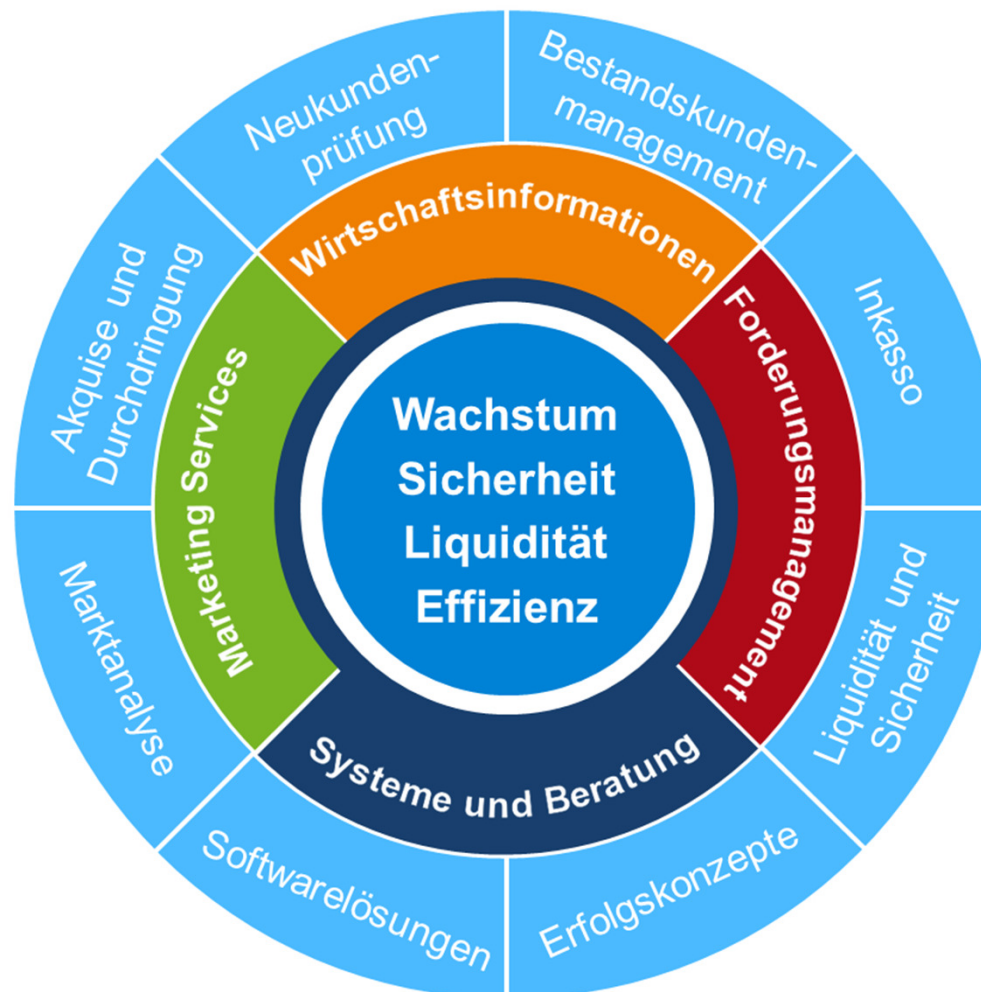 Neukunden-
prüfung
Bestandskunden-
management
Inkasso
Liquidität und
Sicherheit
Erfolgskonzepte
Softwarelösungen
Marktanalyse
Akquise und
Durchdringung
Wirtschaftsinformationen
Forderungsmanagement
Systeme und Beratung
Marketing Services
Wachstum
Sicherheit
Liquidität
Effizienz